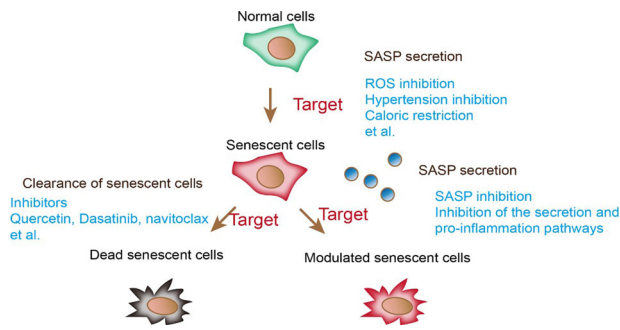 Normal cells
SASP secretion
ROS inhibition
Hypertension inhibition
Caloric restriction
et al.
Target
Senescent cells
SASP secretion
SASP inhibition
Inhibition of the secretion and
pro-inflammation pathways
Clearance of senescent cells
Inhibitors
Quercetin, Dasatinib, navitoclax
et al.
Target
Target
Dead senescent cells
Modulated senescent cells